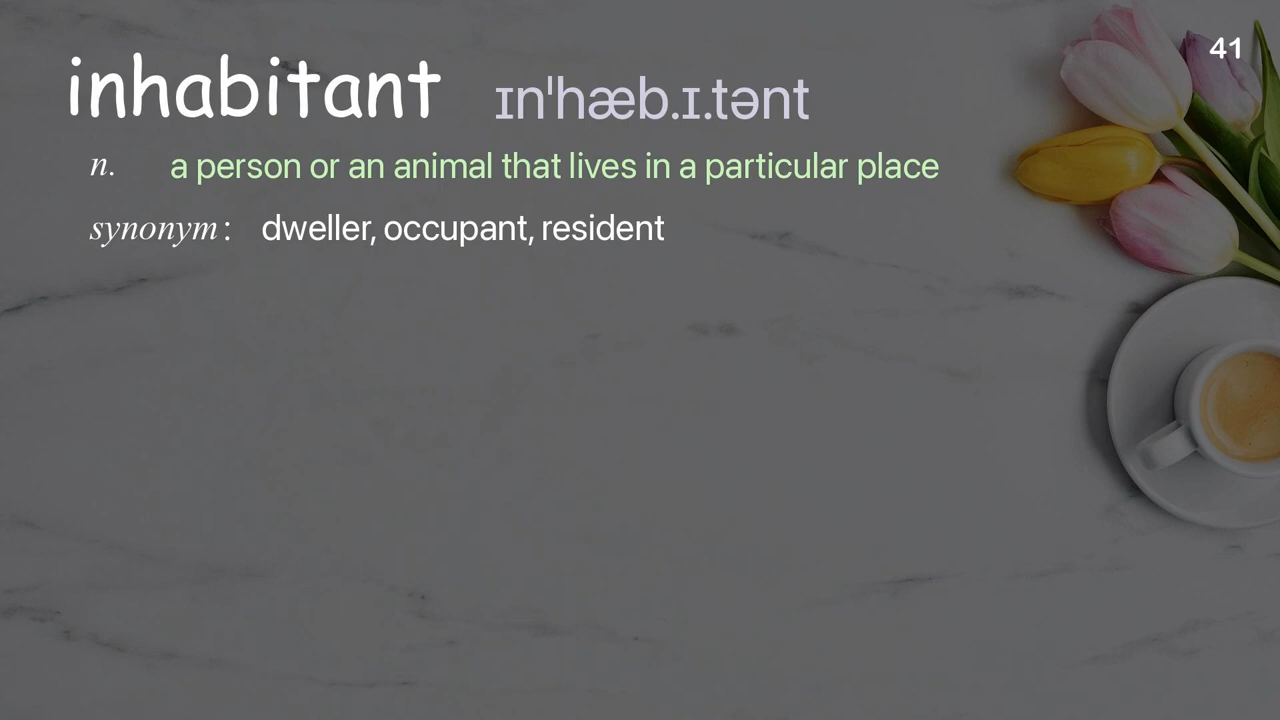 41
inhabitant ɪnˈhæb.ɪ.tənt
n. a person or an animal that lives in a particular place
synonym: dweller, occupant, resident